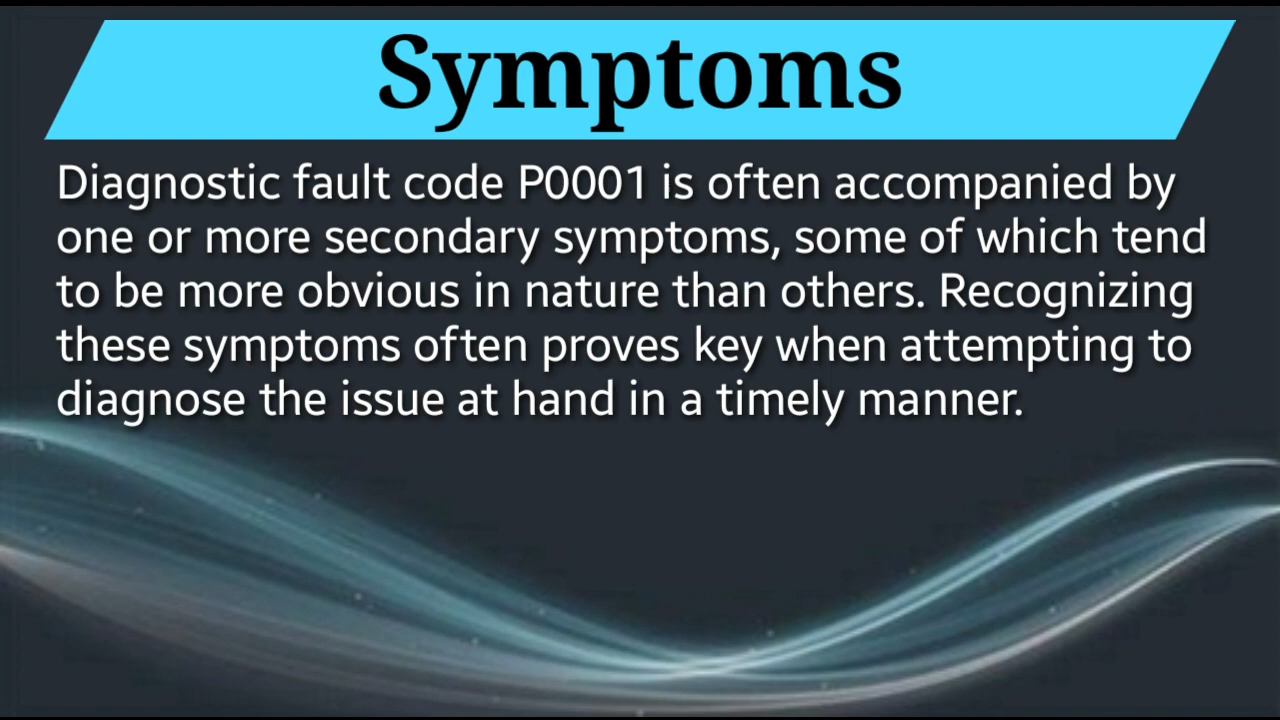 Symptoms
Diagnostic fault code P0001 is often accompanied by
one or more secondary symptoms, some of which tend
to be more obvious in nature than others. Recognizing
these symptoms often proves key when attempting to
diagnose the issue at hand in a timely manner.